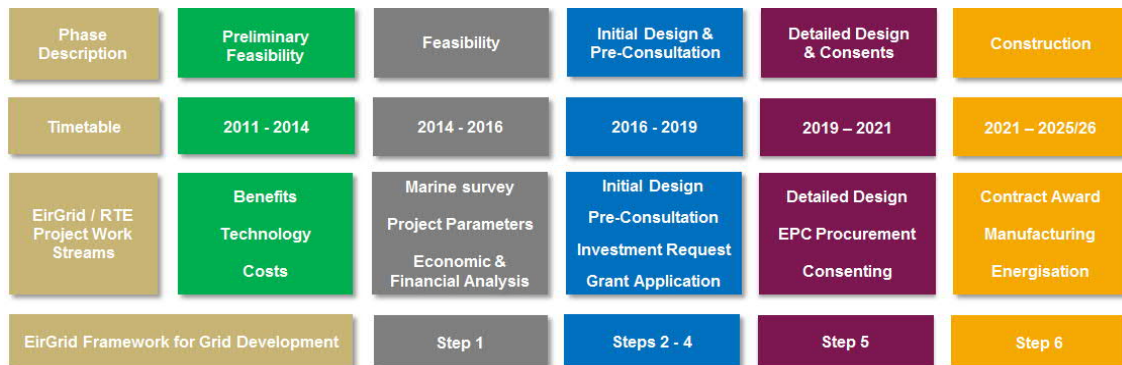 Phase
Description
Preliminary
Feasibility
Feasibility
Initial Design &
Pre-Consultation
Detailed Design
& Consents
Construction
Timetable
2011 - 2014
2014 - 2016
2016 - 2019
2019 – 2021
2021 – 2025/26
EirGrid / RTE
Project Work
Streams
Benefits
Technology
Costs
Marine survey
Project Parameters
Economic &
Financial Analysis
Initial Design
Pre-Consultation
Investment Request
Grant Application
Detailed Design
EPC Procurement
Consenting
Contract Award
Manufacturing
Energisation
EirGrid Framework for Grid Development
Step 1
Steps 2 - 4
Step 5
Step 6